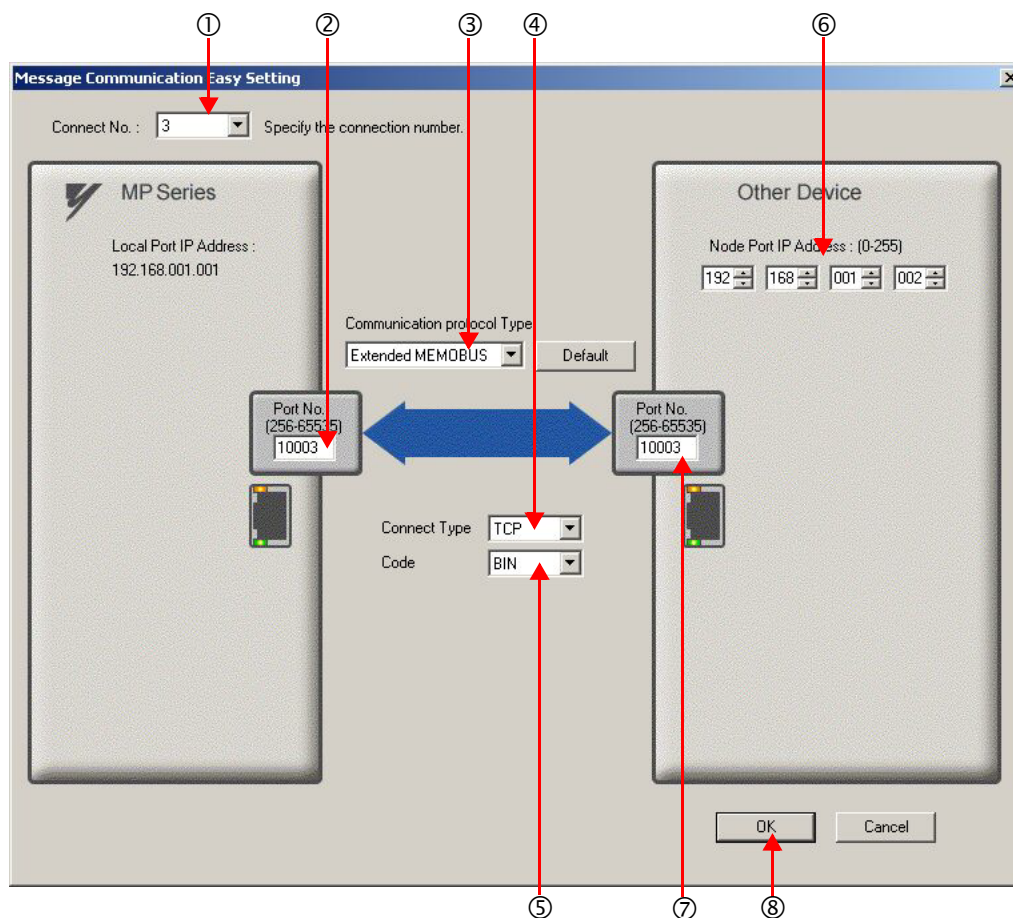 ① ② ③ ④ ⑥
Message Communication Easy Setting
Connect No. : 3 Specify the connection number.
MP Series
Local Port IP Address :
192.168.001.001
Other Device
Node Port IP Address : (0-255)
192 168 001 002
Communication protocol Type
Extended MEMOBUS Default
Port No.
(256-65535)
10003
Port No.
(256-65535)
10003
Connect Type TCP
Code BIN
OK Cancel
⑤ ⑦ ⑧